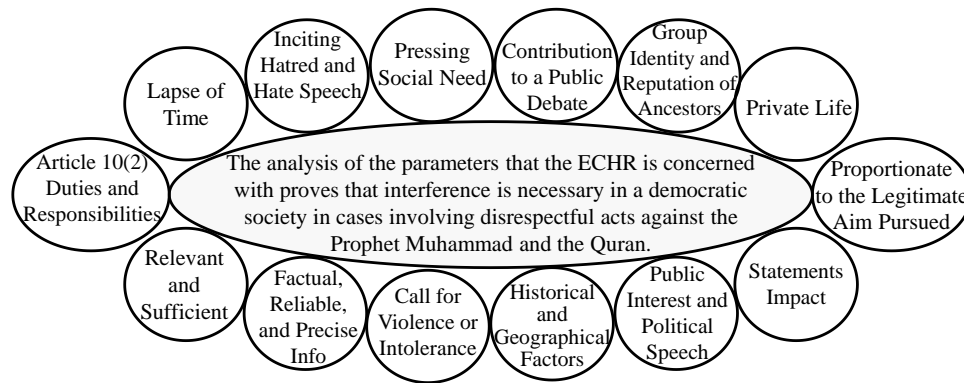 Inciting
Hatred and
Hate Speech
Pressing
Social Need
Contribution
to a Public
Debate
Group
Identity and
Reputation of
Ancestors
Lapse of
Time
Private Life
Article 10(2)
Duties and
Responsibilities
The analysis of the parameters that the ECHR is concerned
with proves that interference is necessary in a democratic
society in cases involving disrespectful acts against the
Prophet Muhammad and the Quran.
Proportionate
to the Legitimate
Aim Pursued
Relevant
and
Sufficient
Factual,
Reliable,
and Precise
Info
Call for
Violence or
Intolerance
Historical
and
Geographical
Factors
Public
Interest and
Political
Speech
Statements
Impact